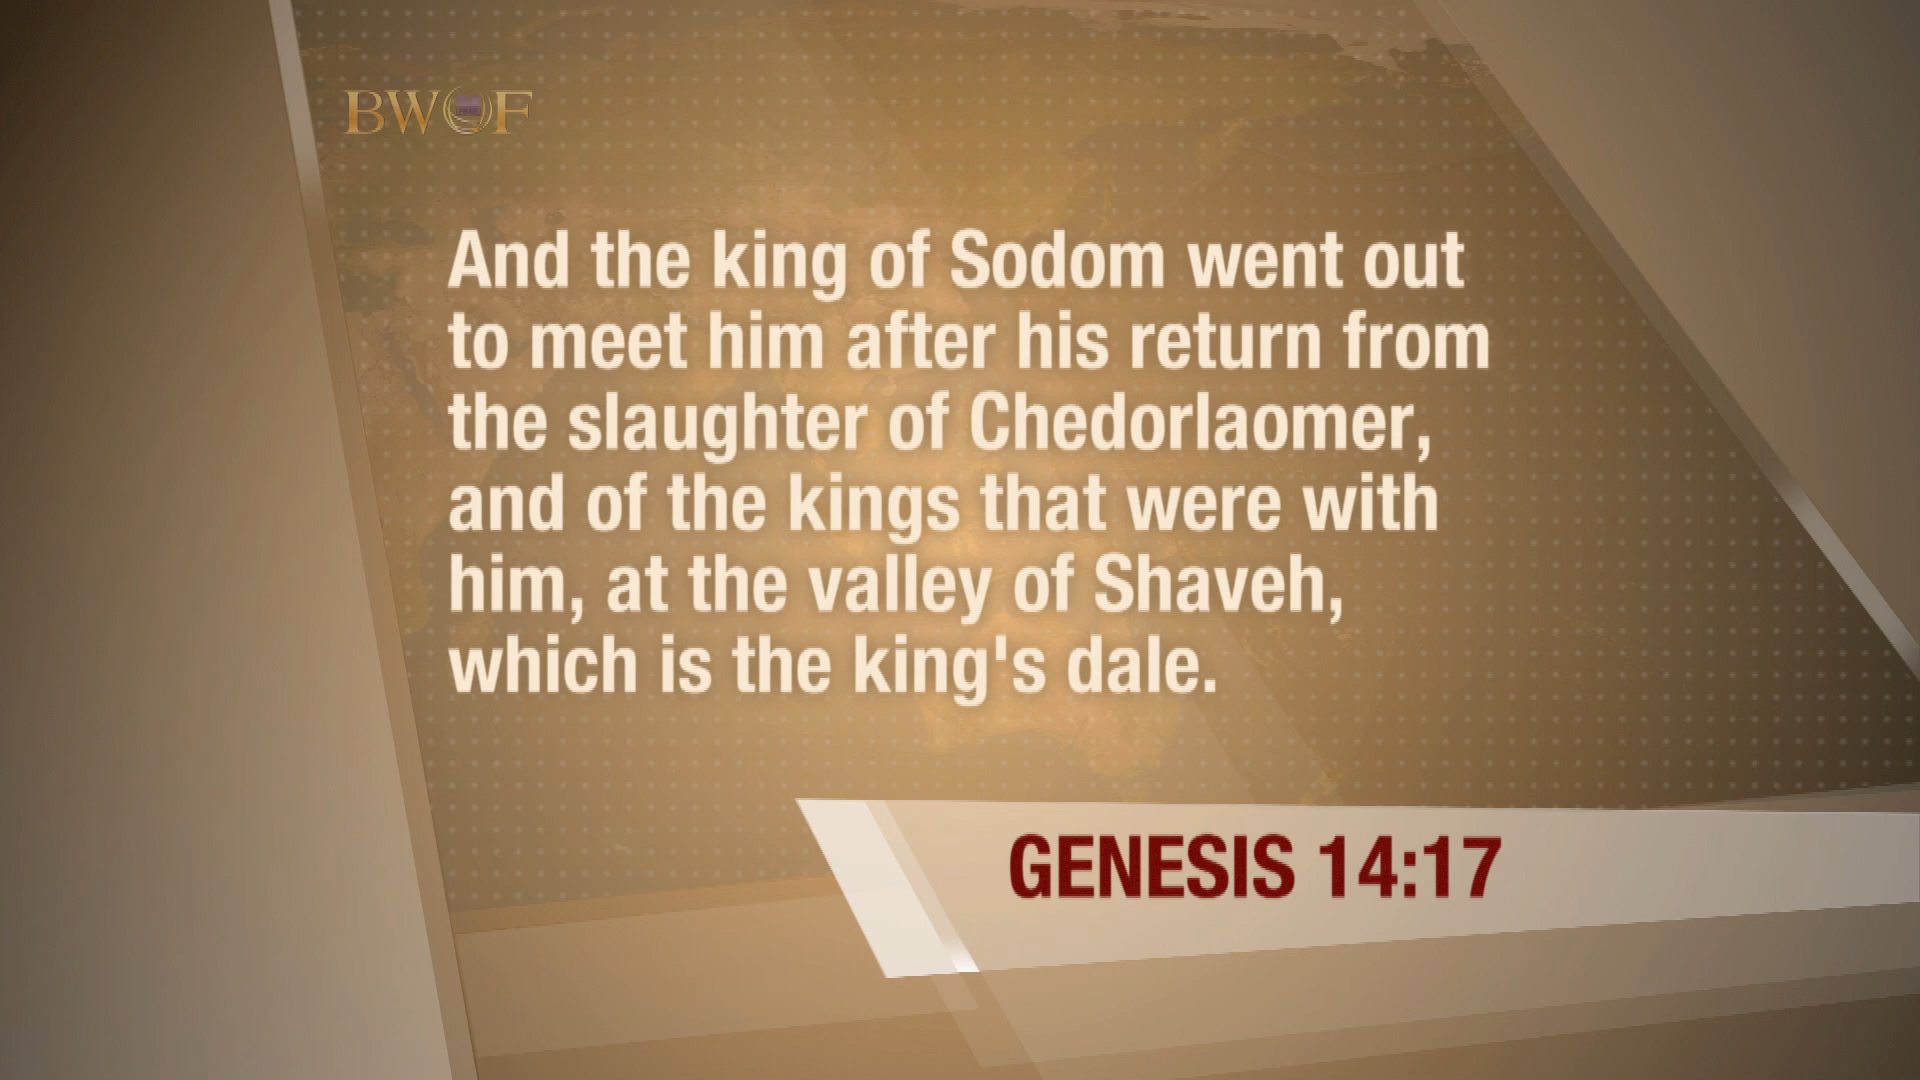 BWOF
And the king of Sodom went out
to meet him after his return from
the slaughter of Chedorlaomer,
and of the kings that were with
him, at the valley of Shaveh,
which is the king's dale.
GENESIS 14:17